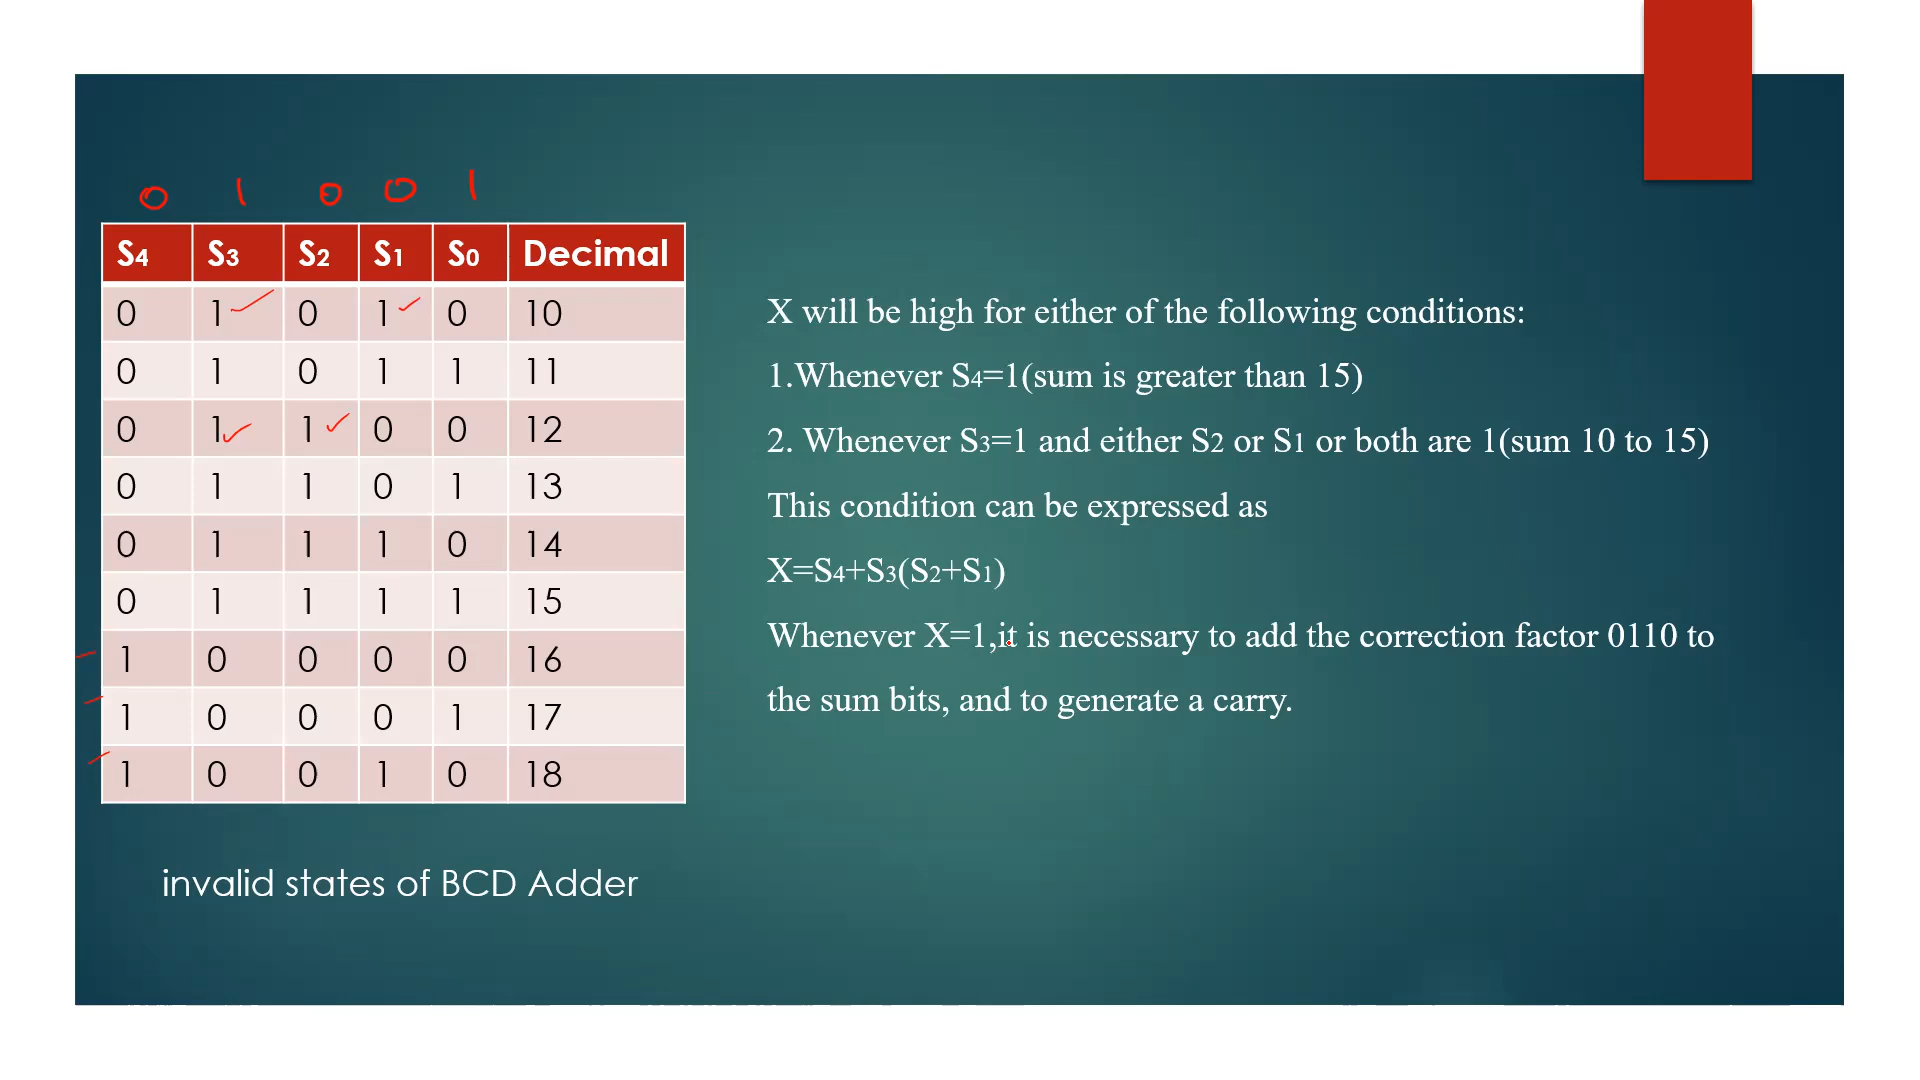 0 1 0 0 1
S4 S3 S2 S1 S0 Decimal
0 1 0 1 0 10
0 1 0 1 1 11
0 1 1 0 0 12
0 1 1 0 1 13
0 1 1 1 0 14
0 1 1 1 1 15
1 0 0 0 0 16
1 0 0 0 1 17
1 0 0 1 0 18
invalid states of BCD Adder
X will be high for either of the following conditions:
1.Whenever S4=1(sum is greater than 15)
2. Whenever S3=1 and either S2 or S1 or both are 1(sum 10 to 15)
This condition can be expressed as
X=S4+S3(S2+S1)
Whenever X=1,it is necessary to add the correction factor 0110 to
the sum bits, and to generate a carry.